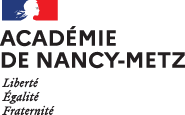 ACADÉMIE
DE NANCY-METZ
Liberté
Égalité
Fraternité